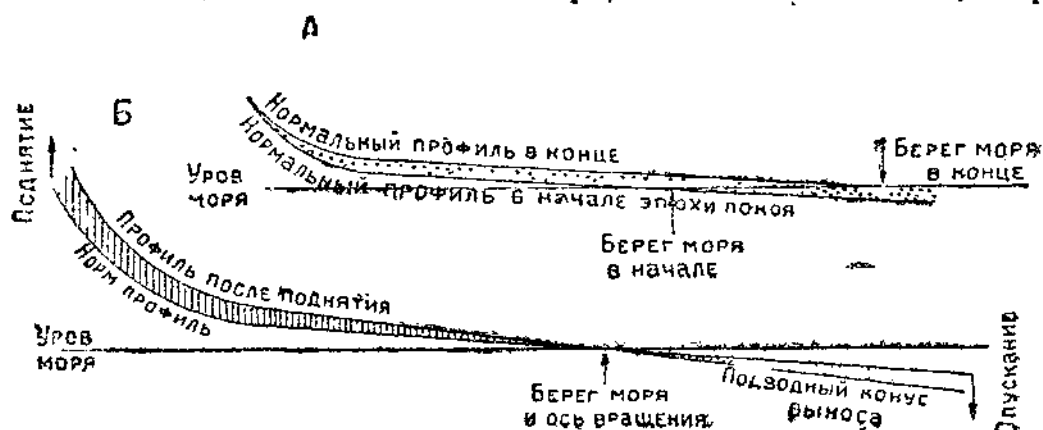 А
Нормальный профиль в конце
Берег моря
в конце
Уров
моря
Нормальный профиль в начале эпохи покоя
Берег моря
в начале
Б
Поднятие
Профиль после поднятия
Норм профиль
Уров
моря
Берег моря
и ось вращения
Подводный конус
выноса
Опускание